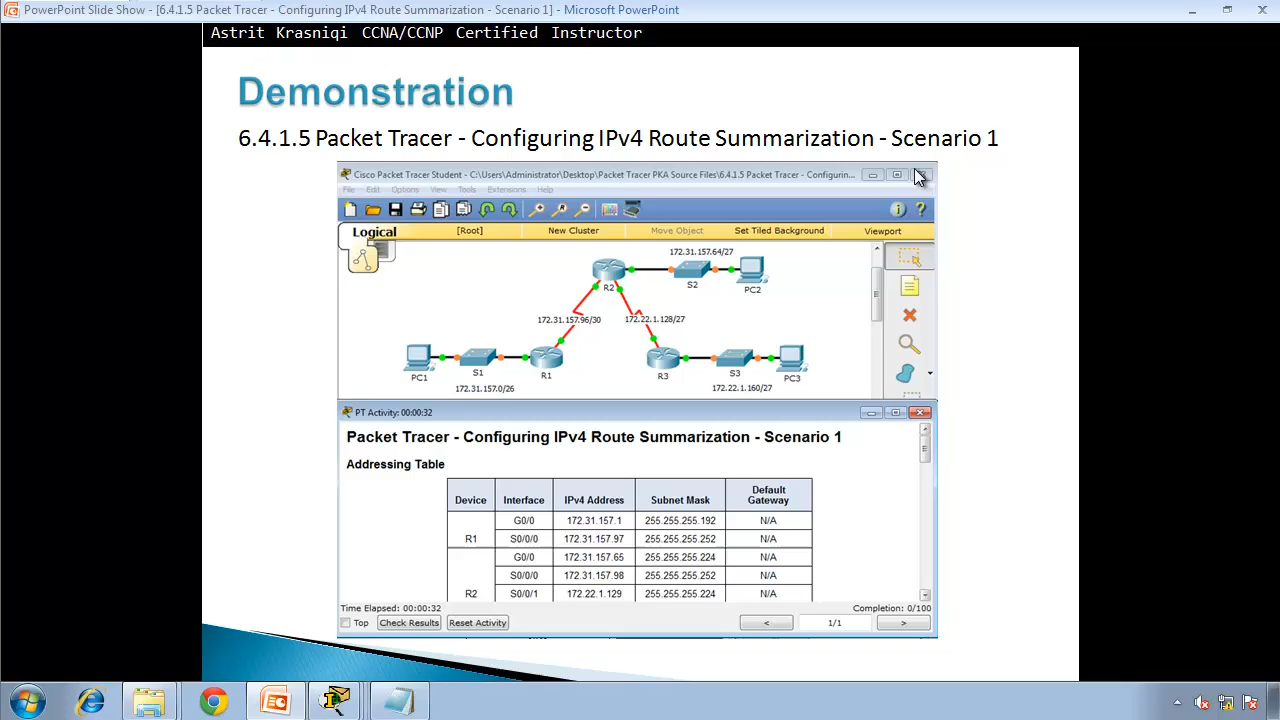 PowerPoint Slide Show - [6.4.1.5 Packet Tracer - Configuring IPv4 Route Summarization - Scenario 1] - Microsoft PowerPoint
Astrit Krasniqi CCNA/CCNP Certified Instructor
Demonstration
6.4.1.5 Packet Tracer - Configuring IPv4 Route Summarization - Scenario 1
Cisco Packet Tracer Student - C:\Users\Administrator\Desktop\Packet Tracer PKA Source Files\6.4.1.5 Packet Tracer - Configurin...
File Edit Options View Tools Extensions Help
Logical [Root] New Cluster Move Object Set Tiled Background Viewport
172.31.157.64/27
R2 S2 PC2
172.31.157.96/30 172.22.1.128/27
PC1 S1 R1 R3 S3 PC3
172.31.157.0/26 172.22.1.160/27
PT Activity: 00:00:32
Packet Tracer - Configuring IPv4 Route Summarization - Scenario 1
Addressing Table
Device Interface IPv4 Address Subnet Mask Default Gateway
R1 G0/0 172.31.157.1 255.255.255.192 N/A
S0/0/0 172.31.157.97 255.255.255.252 N/A
R2 G0/0 172.31.157.65 255.255.255.224 N/A
S0/0/0 172.31.157.98 255.255.255.252 N/A
S0/0/1 172.22.1.129 255.255.255.224 N/A
Time Elapsed: 00:00:32 Completion: 0/100
Top Check Results Reset Activity < 1/1 >